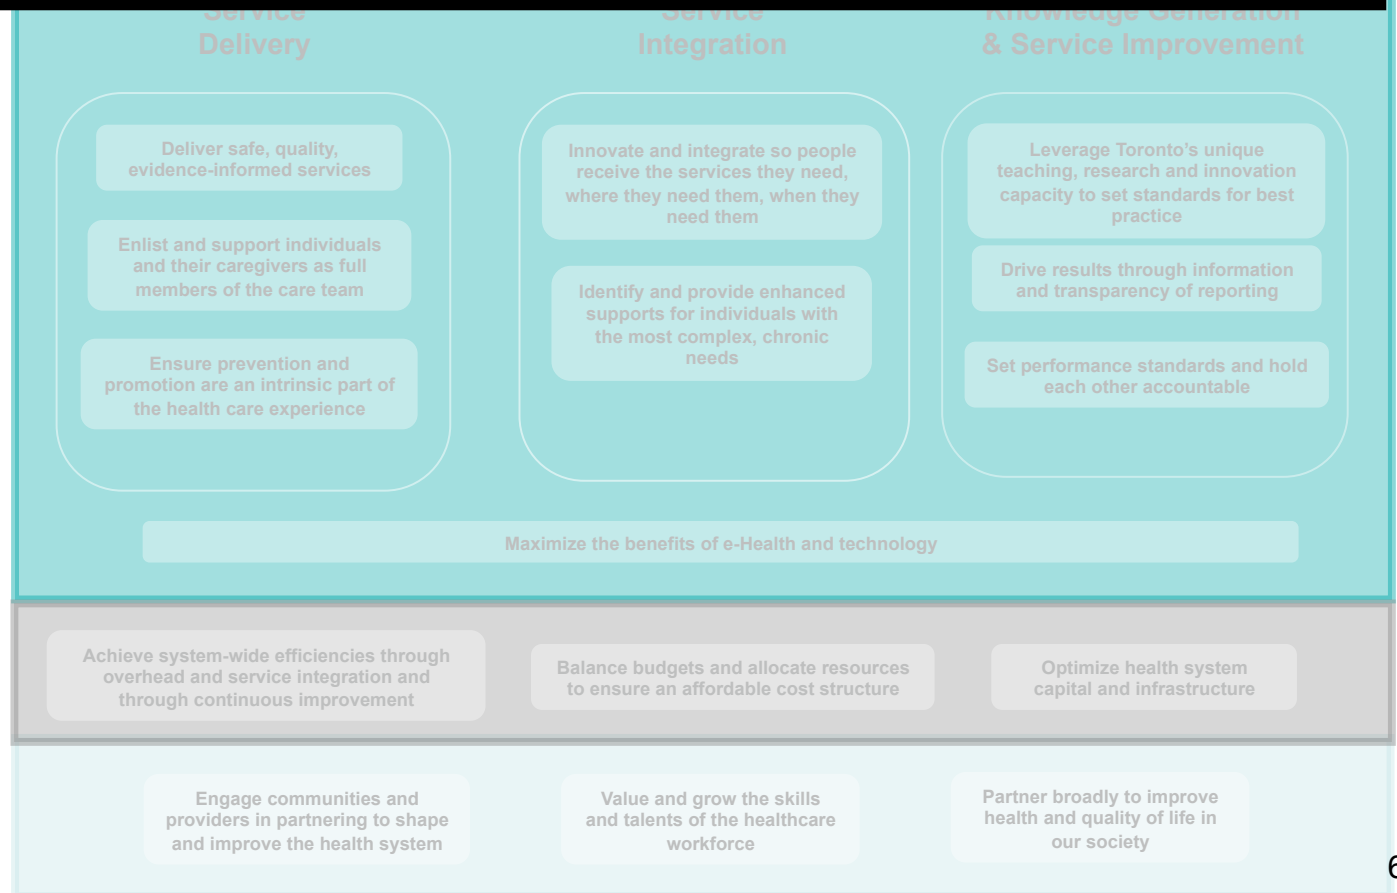 Service
Delivery
Service
Integration
Knowledge Generation
& Service Improvement
Deliver safe, quality,
evidence-informed services
Enlist and support individuals
and their caregivers as full
members of the care team
Ensure prevention and
promotion are an intrinsic part of
the health care experience
Innovate and integrate so people
receive the services they need,
where they need them, when they
need them
Identify and provide enhanced
supports for individuals with
the most complex, chronic
needs
Leverage Toronto's unique
teaching, research and innovation
capacity to set standards for best
practice
Drive results through information
and transparency of reporting
Set performance standards and hold
each other accountable
Maximize the benefits of e-Health and technology
Achieve system-wide efficiencies through
overhead and service integration and
through continuous improvement
Balance budgets and allocate resources
to ensure an affordable cost structure
Optimize health system
capital and infrastructure
Engage communities and
providers in partnering to shape
and improve the health system
Value and grow the skills
and talents of the healthcare
workforce
Partner broadly to improve
health and quality of life in
our society
6